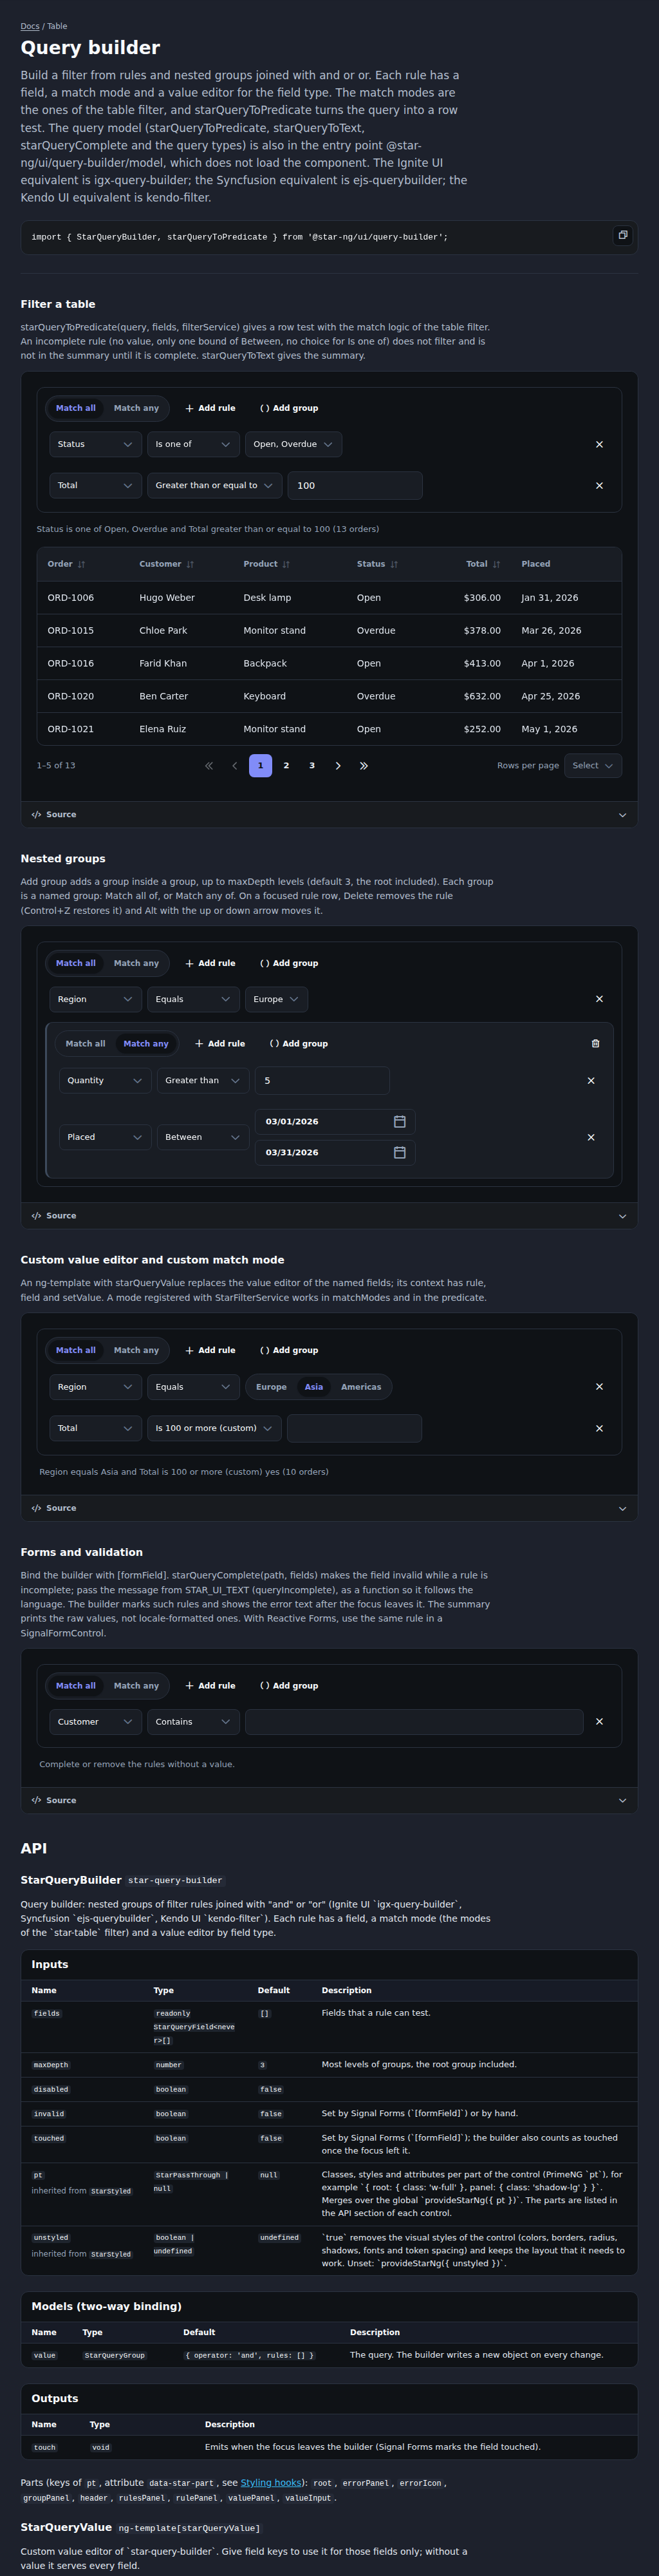 Docs / Table
Query builder
Build a filter from rules and nested groups joined with and or or. Each rule has a
field, a match mode and a value editor for the field type. The match modes are
the ones of the table filter, and starQueryToPredicate turns the query into a row
test. The query model (starQueryToPredicate, starQueryToText,
starQueryComplete and the query types) is also in the entry point @star-
ng/ui/query-builder/model, which does not load the component. The Ignite UI
equivalent is igx-query-builder; the Syncfusion equivalent is ejs-querybuilder; the
Kendo UI equivalent is kendo-filter.
import { StarQueryBuilder, starQueryToPredicate } from '@star-ng/ui/query-builder';
Filter a table
starQueryToPredicate(query, fields, filterService) gives a row test with the match logic of the table filter.
An incomplete rule (no value, only one bound of Between, no choice for Is one of) does not filter and is
not in the summary until it is complete. starQueryToText gives the summary.
Match all Match any Add rule Add group
Status Is one of Open, Overdue
Total Greater than or equal to 100
Status is one of Open, Overdue and Total greater than or equal to 100 (13 orders)
Order Customer Product Status Total Placed
ORD-1006 Hugo Weber Desk lamp Open $306.00 Jan 31, 2026
ORD-1015 Chloe Park Monitor stand Overdue $378.00 Mar 26, 2026
ORD-1016 Farid Khan Backpack Open $413.00 Apr 1, 2026
ORD-1020 Ben Carter Keyboard Overdue $632.00 Apr 25, 2026
ORD-1021 Elena Ruiz Monitor stand Open $252.00 May 1, 2026
1–5 of 13 1 2 3 Rows per page Select
Source
Nested groups
Add group adds a group inside a group, up to maxDepth levels (default 3, the root included). Each group
is a named group: Match all of, or Match any of. On a focused rule row, Delete removes the rule
(Control+Z restores it) and Alt with the up or down arrow moves it.
Match all Match any Add rule Add group
Region Equals Europe
Match all Match any Add rule Add group
Quantity Greater than 5
Placed Between 03/01/2026
03/31/2026
Source
Custom value editor and custom match mode
An ng-template with starQueryValue replaces the value editor of the named fields; its context has rule,
field and setValue. A mode registered with StarFilterService works in matchModes and in the predicate.
Match all Match any Add rule Add group
Region Equals Europe Asia Americas
Total Is 100 or more (custom)
Region equals Asia and Total is 100 or more (custom) yes (10 orders)
Source
Forms and validation
Bind the builder with [formField]. starQueryComplete(path, fields) makes the field invalid while a rule is
incomplete; pass the message from STAR_UI_TEXT (queryIncomplete), as a function so it follows the
language. The builder marks such rules and shows the error text after the focus leaves it. The summary
prints the raw values, not locale-formatted ones. With Reactive Forms, use the same rule in a
SignalFormControl.
Match all Match any Add rule Add group
Customer Contains
Complete or remove the rules without a value.
Source
API
StarQueryBuilder star-query-builder
Query builder: nested groups of filter rules joined with "and" or "or" (Ignite UI `igx-query-builder`,
Syncfusion `ejs-querybuilder`, Kendo UI `kendo-filter`). Each rule has a field, a match mode (the modes
of the `star-table` filter) and a value editor by field type.
Inputs
Name Type Default Description
fields readonly StarQueryField<never>[] [] Fields that a rule can test.
maxDepth number 3 Most levels of groups, the root group included.
disabled boolean false
invalid boolean false Set by Signal Forms (`[formField]`) or by hand.
touched boolean false Set by Signal Forms (`[formField]`); the builder also counts as touched
once the focus left it.
pt StarPassThrough | null null Classes, styles and attributes per part of the control (PrimeNG `pt`), for
inherited from StarStyled example `{ root: { class: 'w-full' }, panel: { class: 'shadow-lg' } }`.
Merges over the global `provideStarNg({ pt })`. The parts are listed in
the API section of each control.
unstyled boolean | undefined undefined `true` removes the visual styles of the control (colors, borders, radius,
inherited from StarStyled shadows, fonts and token spacing) and keeps the layout that it needs to
work. Unset: `provideStarNg({ unstyled })`.
Models (two-way binding)
Name Type Default Description
value StarQueryGroup { operator: 'and', rules: [] } The query. The builder writes a new object on every change.
Outputs
Name Type Description
touch void Emits when the focus leaves the builder (Signal Forms marks the field touched).
Parts (keys of pt, attribute data-star-part, see Styling hooks): root, errorPanel, errorIcon,
groupPanel, header, rulesPanel, rulePanel, valuePanel, valueInput.
StarQueryValue ng-template[starQueryValue]
Custom value editor of `star-query-builder`. Give field keys to use it for those fields only; without a
value it serves every field.